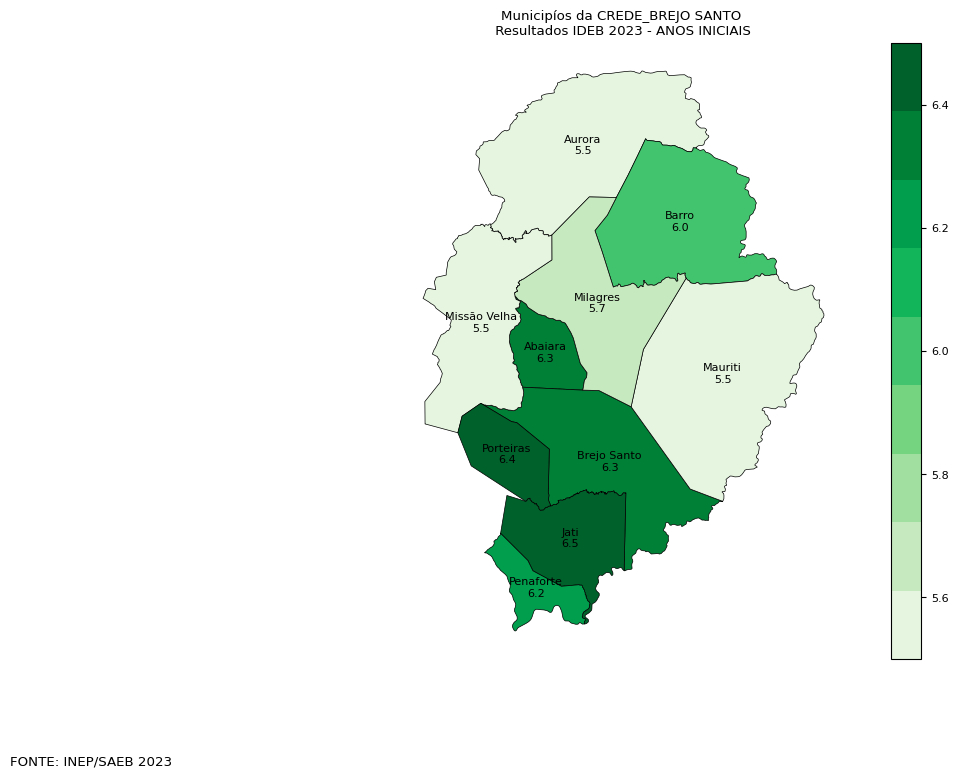 Municipíos da CREDE_BREJO SANTO
Resultados IDEB 2023 - ANOS INICIAIS
Aurora
5.5
Barro
6.0
Milagres
5.7
Missão Velha
5.5
Abaiara
6.3
Mauriti
5.5
Porteiras
6.4
Brejo Santo
6.3
Jati
6.5
Penaforte
6.2
6.4
6.2
6.0
5.8
5.6
FONTE: INEP/SAEB 2023